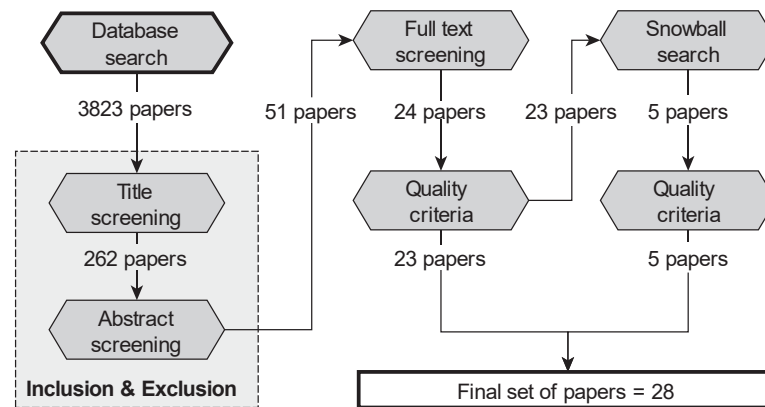 Database
search
3823 papers
Title
screening
262 papers
Abstract
screening
Inclusion & Exclusion
51 papers
Full text
screening
24 papers
Quality
criteria
23 papers
23 papers
Snowball
search
5 papers
Quality
criteria
5 papers
Final set of papers = 28